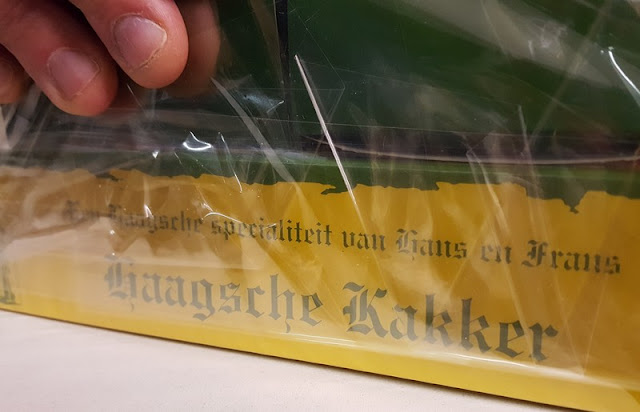 Een Haagsche specialiteit van Hans en Frans
Haagsche Kakker